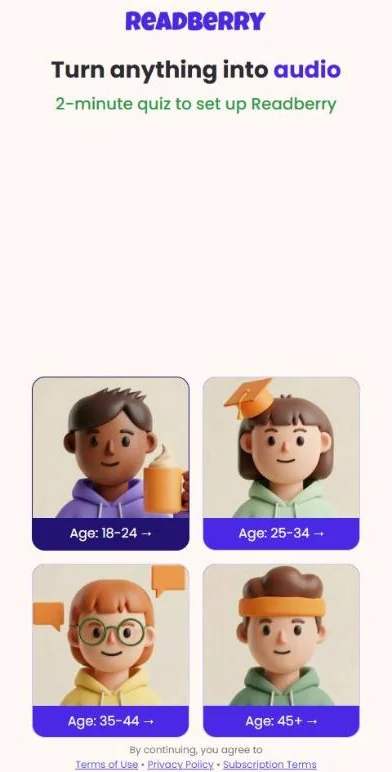 ReADBeRRY
Turn anything into audio
2-minute quiz to set up Readberry
Age: 18-24 →
Age: 25-34 →
Age: 35-44 →
Age: 45+ →
By continuing, you agree to
Terms of Use • Privacy Policy • Subscription Terms